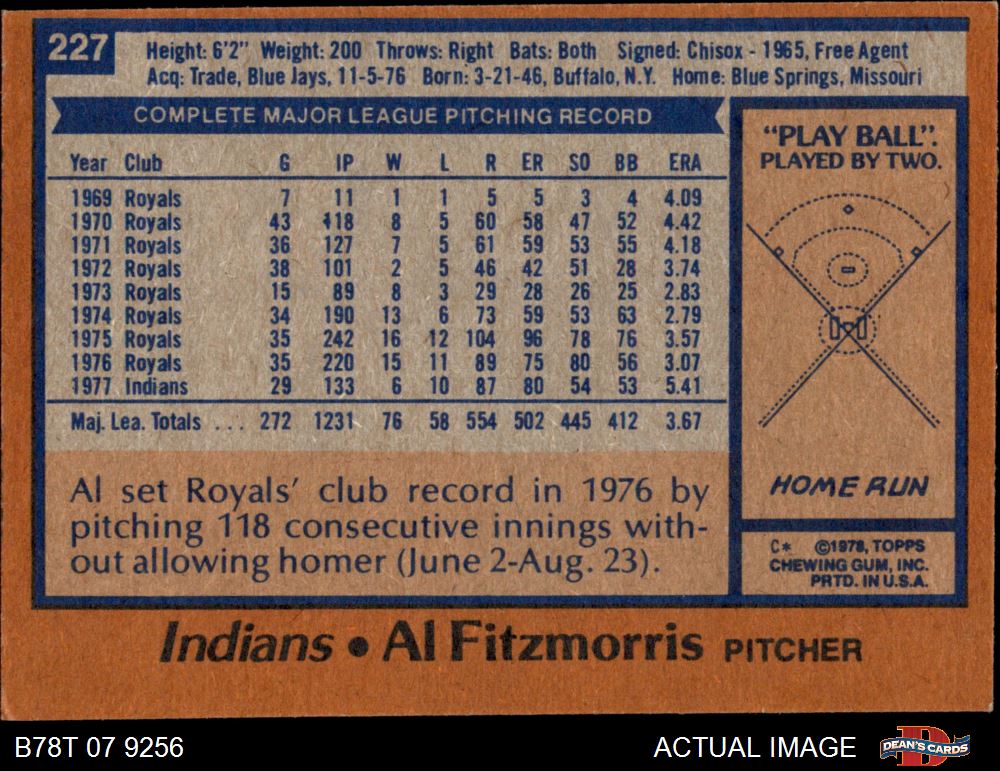 227
Height: 6'2" Weight: 200 Throws: Right Bats: Both Signed: Chisox - 1965, Free Agent
Acq: Trade, Blue Jays, 11-5-76 Born: 3-21-46, Buffalo, N.Y. Home: Blue Springs, Missouri
COMPLETE MAJOR LEAGUE PITCHING RECORD
Year Club G IP W L R ER SO BB ERA
1969 Royals 7 11 1 1 5 5 3 4 4.09
1970 Royals 43 118 8 5 60 58 47 52 4.42
1971 Royals 36 127 7 5 61 59 53 55 4.18
1972 Royals 38 101 2 5 46 42 51 28 3.74
1973 Royals 15 89 8 3 29 28 26 25 2.83
1974 Royals 34 190 13 6 73 59 53 63 2.79
1975 Royals 35 242 16 12 104 96 78 76 3.57
1976 Royals 35 220 15 11 89 75 80 56 3.07
1977 Indians 29 133 6 10 87 80 54 53 5.41
Maj. Lea. Totals ... 272 1231 76 58 554 502 445 412 3.67
Al set Royals' club record in 1976 by
pitching 118 consecutive innings with-
out allowing homer (June 2-Aug. 23).
"PLAY BALL".
PLAYED BY TWO.
HOME RUN
C* ©1978, TOPPS
CHEWING GUM, INC.
PRTD. IN U.S.A.
Indians • Al Fitzmorris PITCHER
B78T 07 9256
ACTUAL IMAGE
D
DEAN'S CARDS